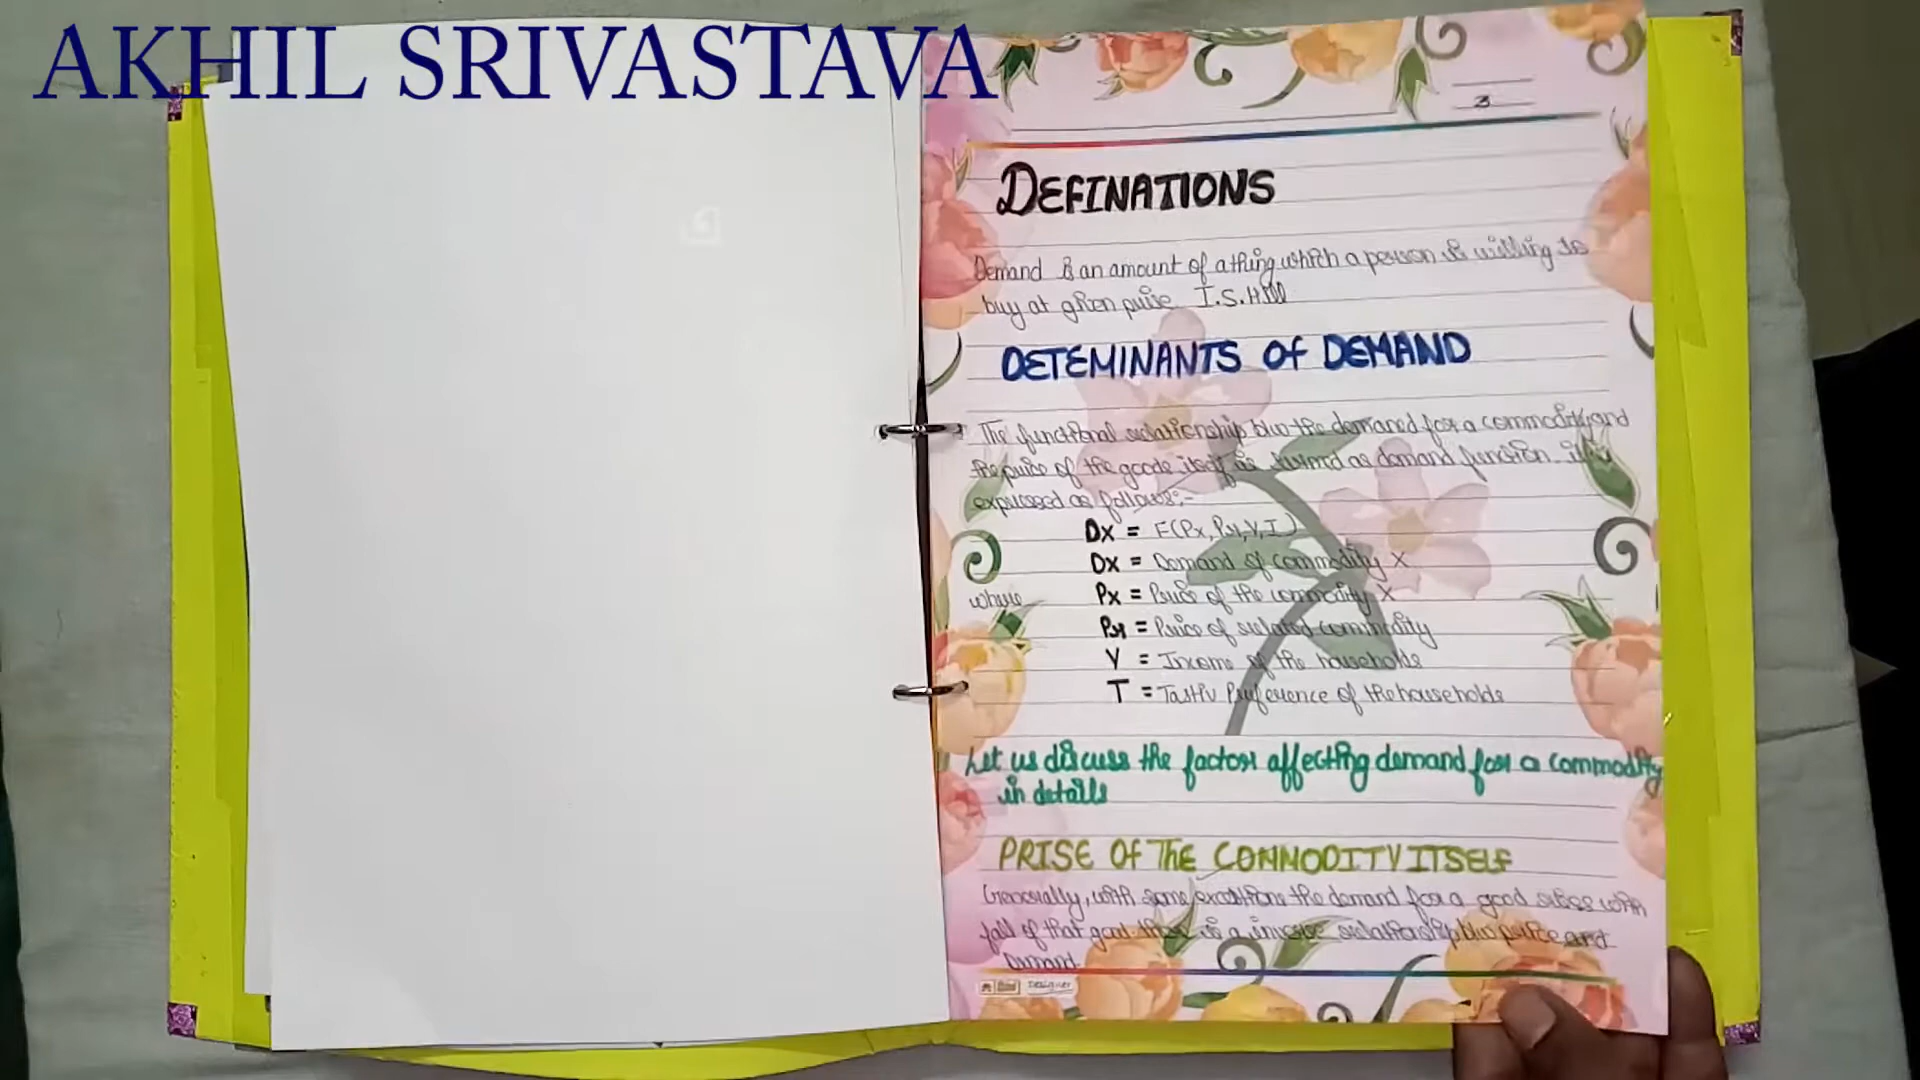 AKHIL SRIVASTAVA
3
DEFINATIONS
Demand is an amount of a thing which a person is willing to
buy at given prise I.S.Hill
DETEMINANTS OF DEMAND
The functional relationship b/w the demaned for a commodity and
the price of the goods itself is termed as demand function. it is
expressed as follows:-
Dx = F(Px, Pr, Y, I)
Dx = Demand of commodity X
where Px = Price of the commodity X
Pr = Price of related commodity
Y = Income of the households
T = Preference of the households
Let us discuss the factors affecting demand for a commodity
in details
PRISE OF THE COMMODITY ITSELF
Generally, with some the demand for a good rises with
fall of that good there is a inverse relationship b/w price and
Demand.
Designer